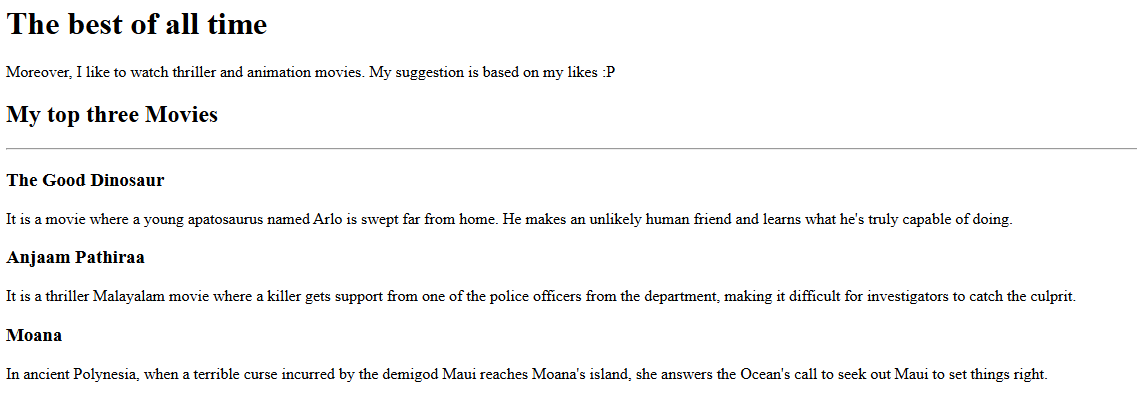 The best of all time
Moreover, I like to watch thriller and animation movies. My suggestion is based on my likes :P
My top three Movies
The Good Dinosaur
It is a movie where a young apatosaurus named Arlo is swept far from home. He makes an unlikely human friend and learns what he's truly capable of doing.
Anjaam Pathiraa
It is a thriller Malayalam movie where a killer gets support from one of the police officers from the department, making it difficult for investigators to catch the culprit.
Moana
In ancient Polynesia, when a terrible curse incurred by the demigod Maui reaches Moana's island, she answers the Ocean's call to seek out Maui to set things right.